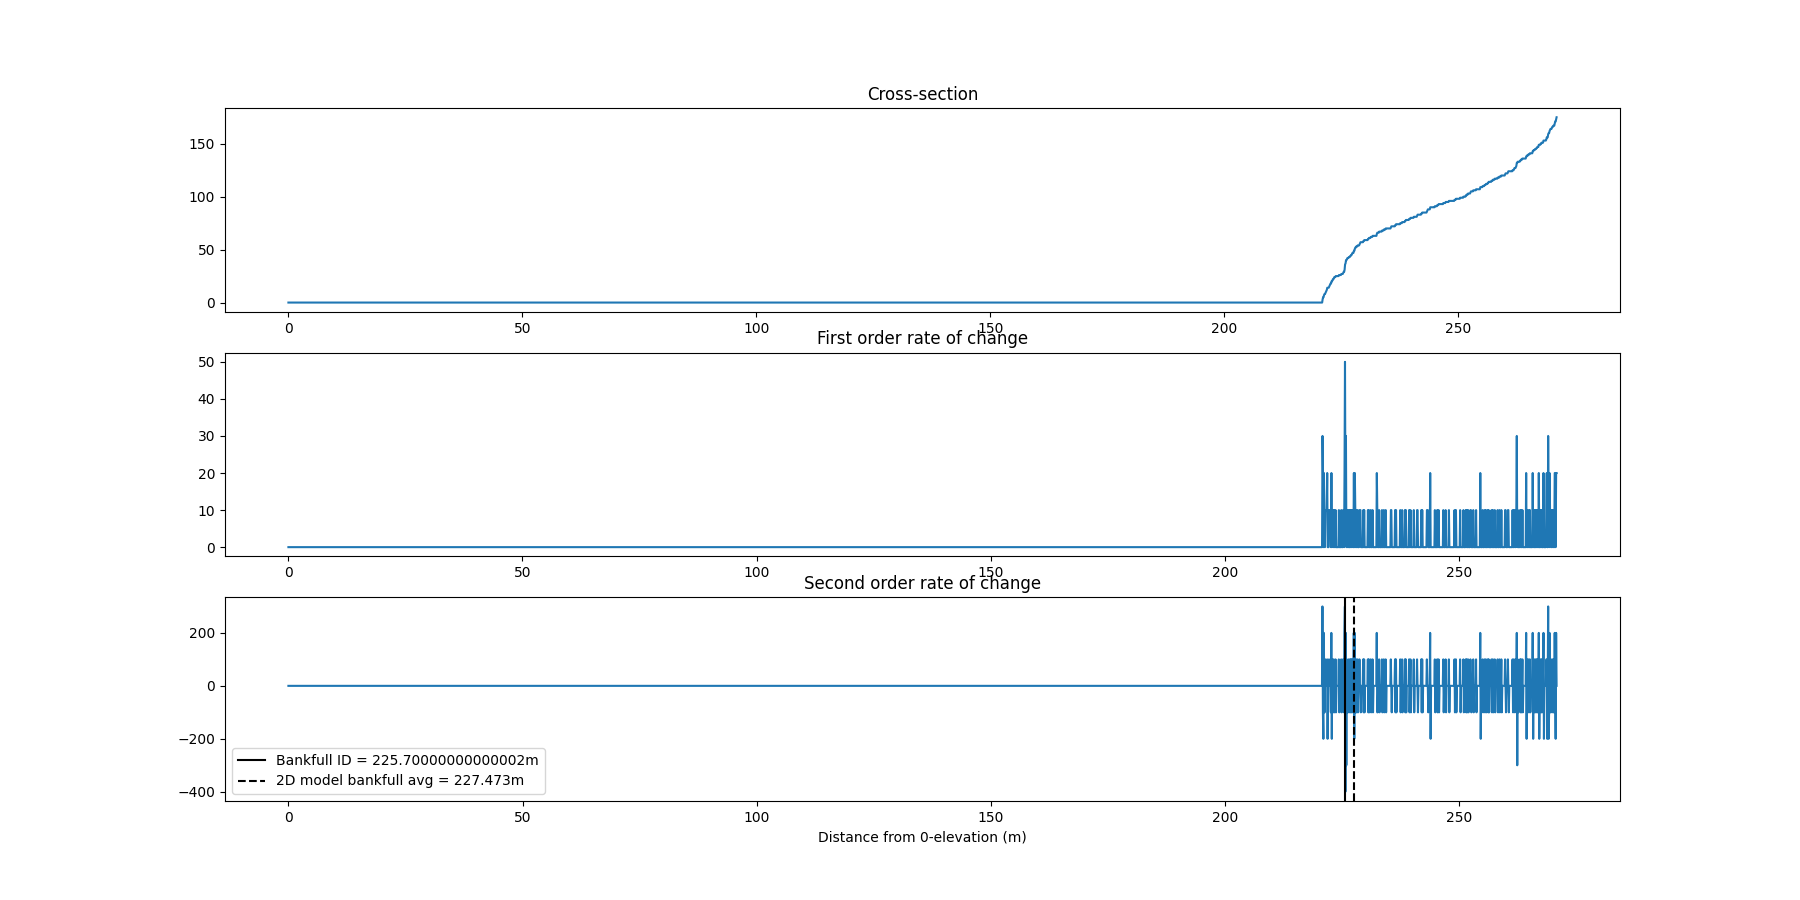 Cross-section
150
100
50
0
0 50 100 150 200 250
First order rate of change
50
40
30
20
10
0
0 50 100 150 200 250
Second order rate of change
200
0
−200
−400
Bankfull ID = 225.70000000000002m
2D model bankfull avg = 227.473m
0 50 100 150 200 250
Distance from 0-elevation (m)